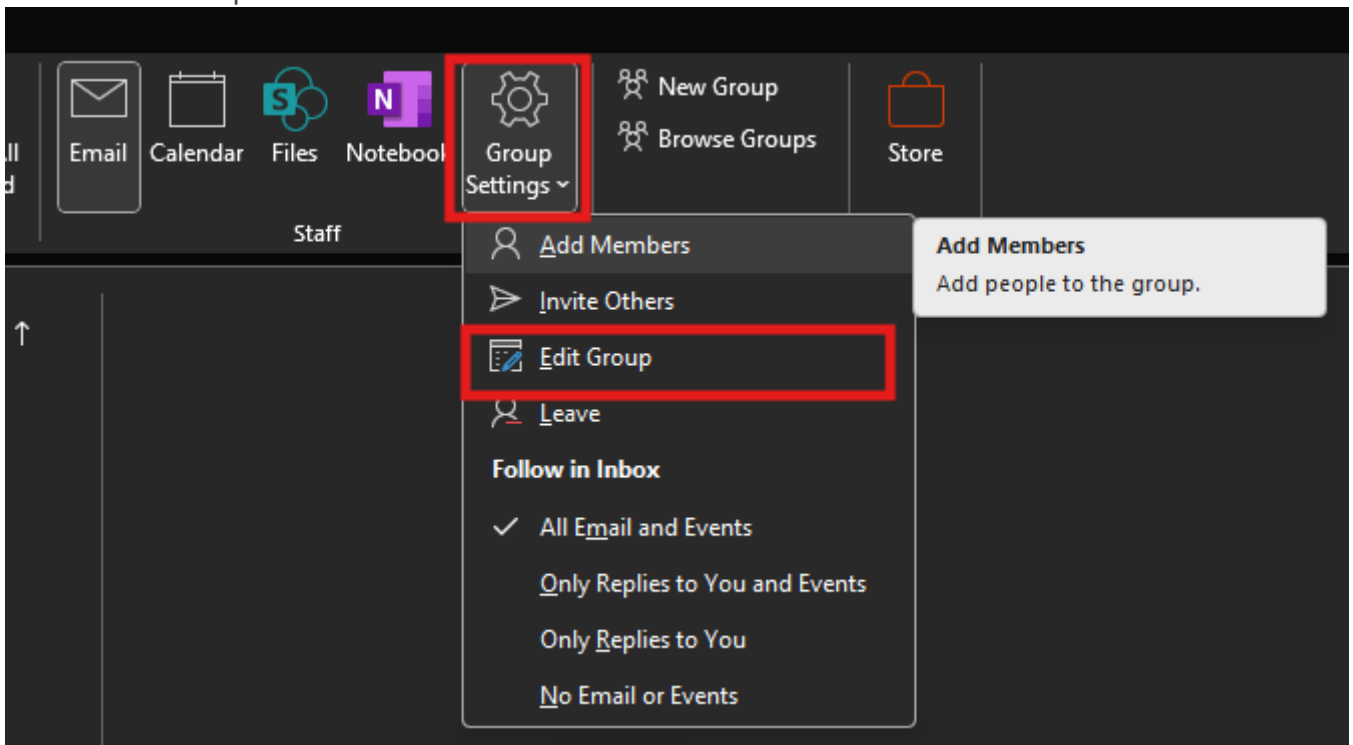 ll
d
Email
Calendar
Files
Notebook
Group
Settings
New Group
Browse Groups
Store
Staff
Add Members
Invite Others
Edit Group
Leave
Follow in Inbox
All Email and Events
Only Replies to You and Events
Only Replies to You
No Email or Events
Add Members
Add people to the group.